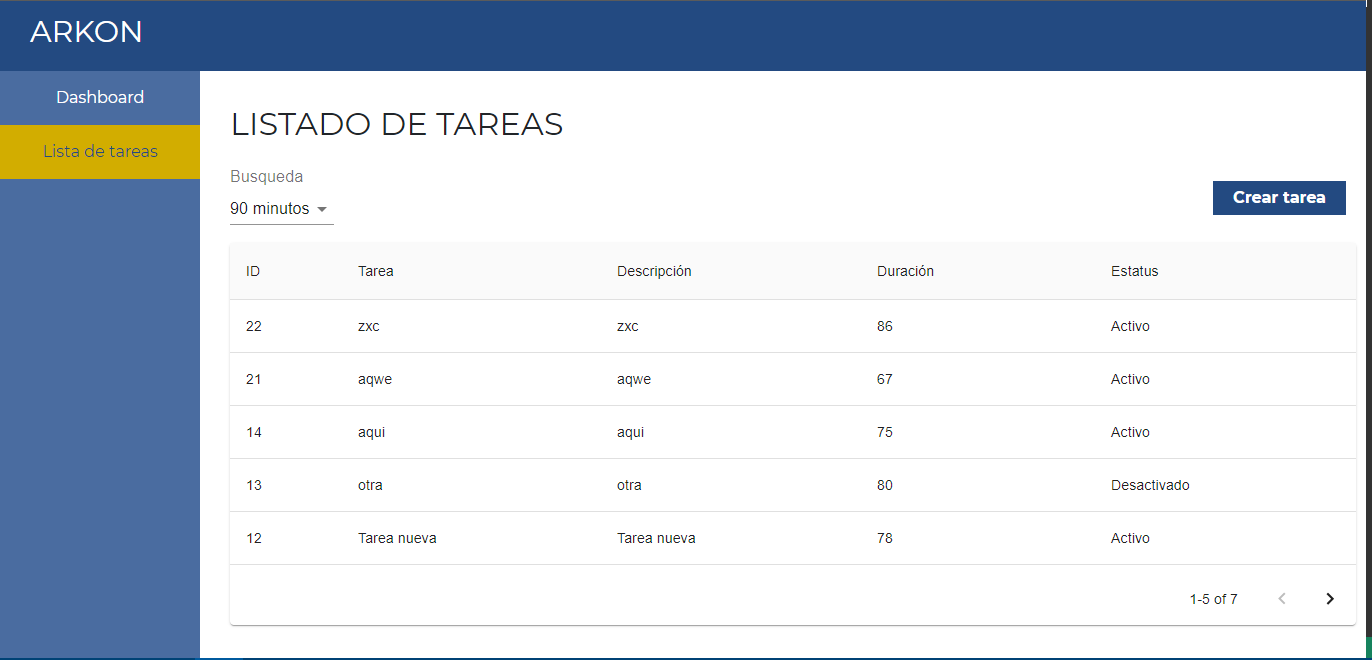 ARKON
Dashboard
Lista de tareas
LISTADO DE TAREAS
Busqueda
90 minutos
Crear tarea
ID Tarea Descripción Duración Estatus
22 zxc zxc 86 Activo
21 aqwe aqwe 67 Activo
14 aqui aqui 75 Activo
13 otra otra 80 Desactivado
12 Tarea nueva Tarea nueva 78 Activo
1-5 of 7